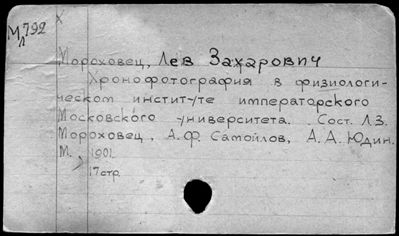 М 792
Л
Мороховец, Лев Захарович
Хронофотография в физиологи-
ческом институте императорского
Московского университета. Сост. Л.З.
Мороховец, А.Ф. Самойлов, А.А. Юдин.
М., 1901.
17 стр.